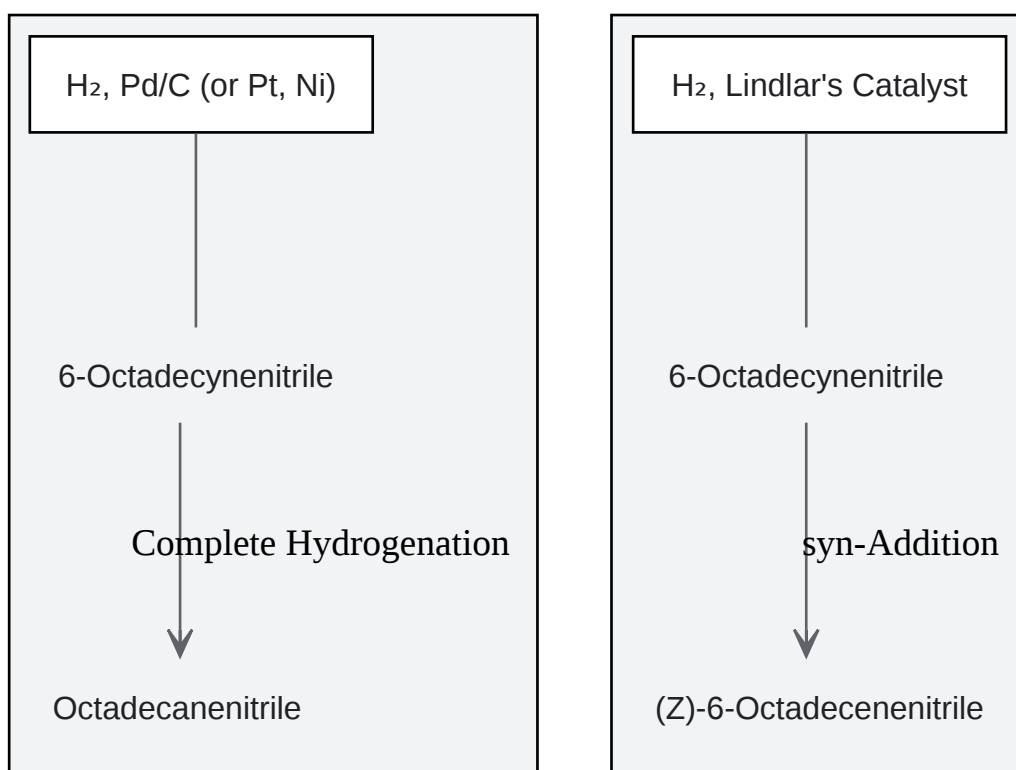 H₂, Pd/C (or Pt, Ni)
6-Octadecynenitrile
Complete Hydrogenation
Octadecanenitrile
H₂, Lindlar's Catalyst
6-Octadecynenitrile
syn-Addition
(Z)-6-Octadecenenitrile